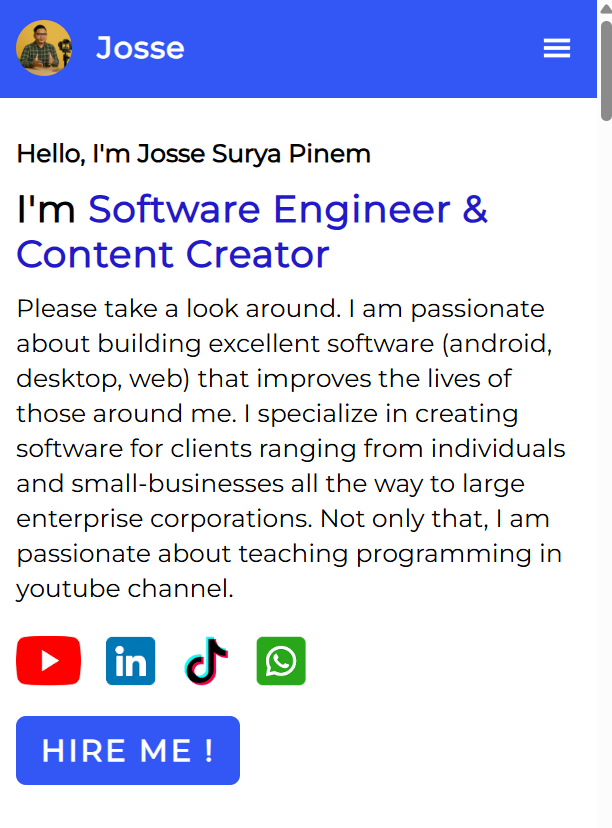 Josse
Hello, I'm Josse Surya Pinem
I'm Software Engineer &
Content Creator
Please take a look around. I am passionate
about building excellent software (android,
desktop, web) that improves the lives of
those around me. I specialize in creating
software for clients ranging from individuals
and small-businesses all the way to large
enterprise corporations. Not only that, I am
passionate about teaching programming in
youtube channel.
in
HIRE ME !